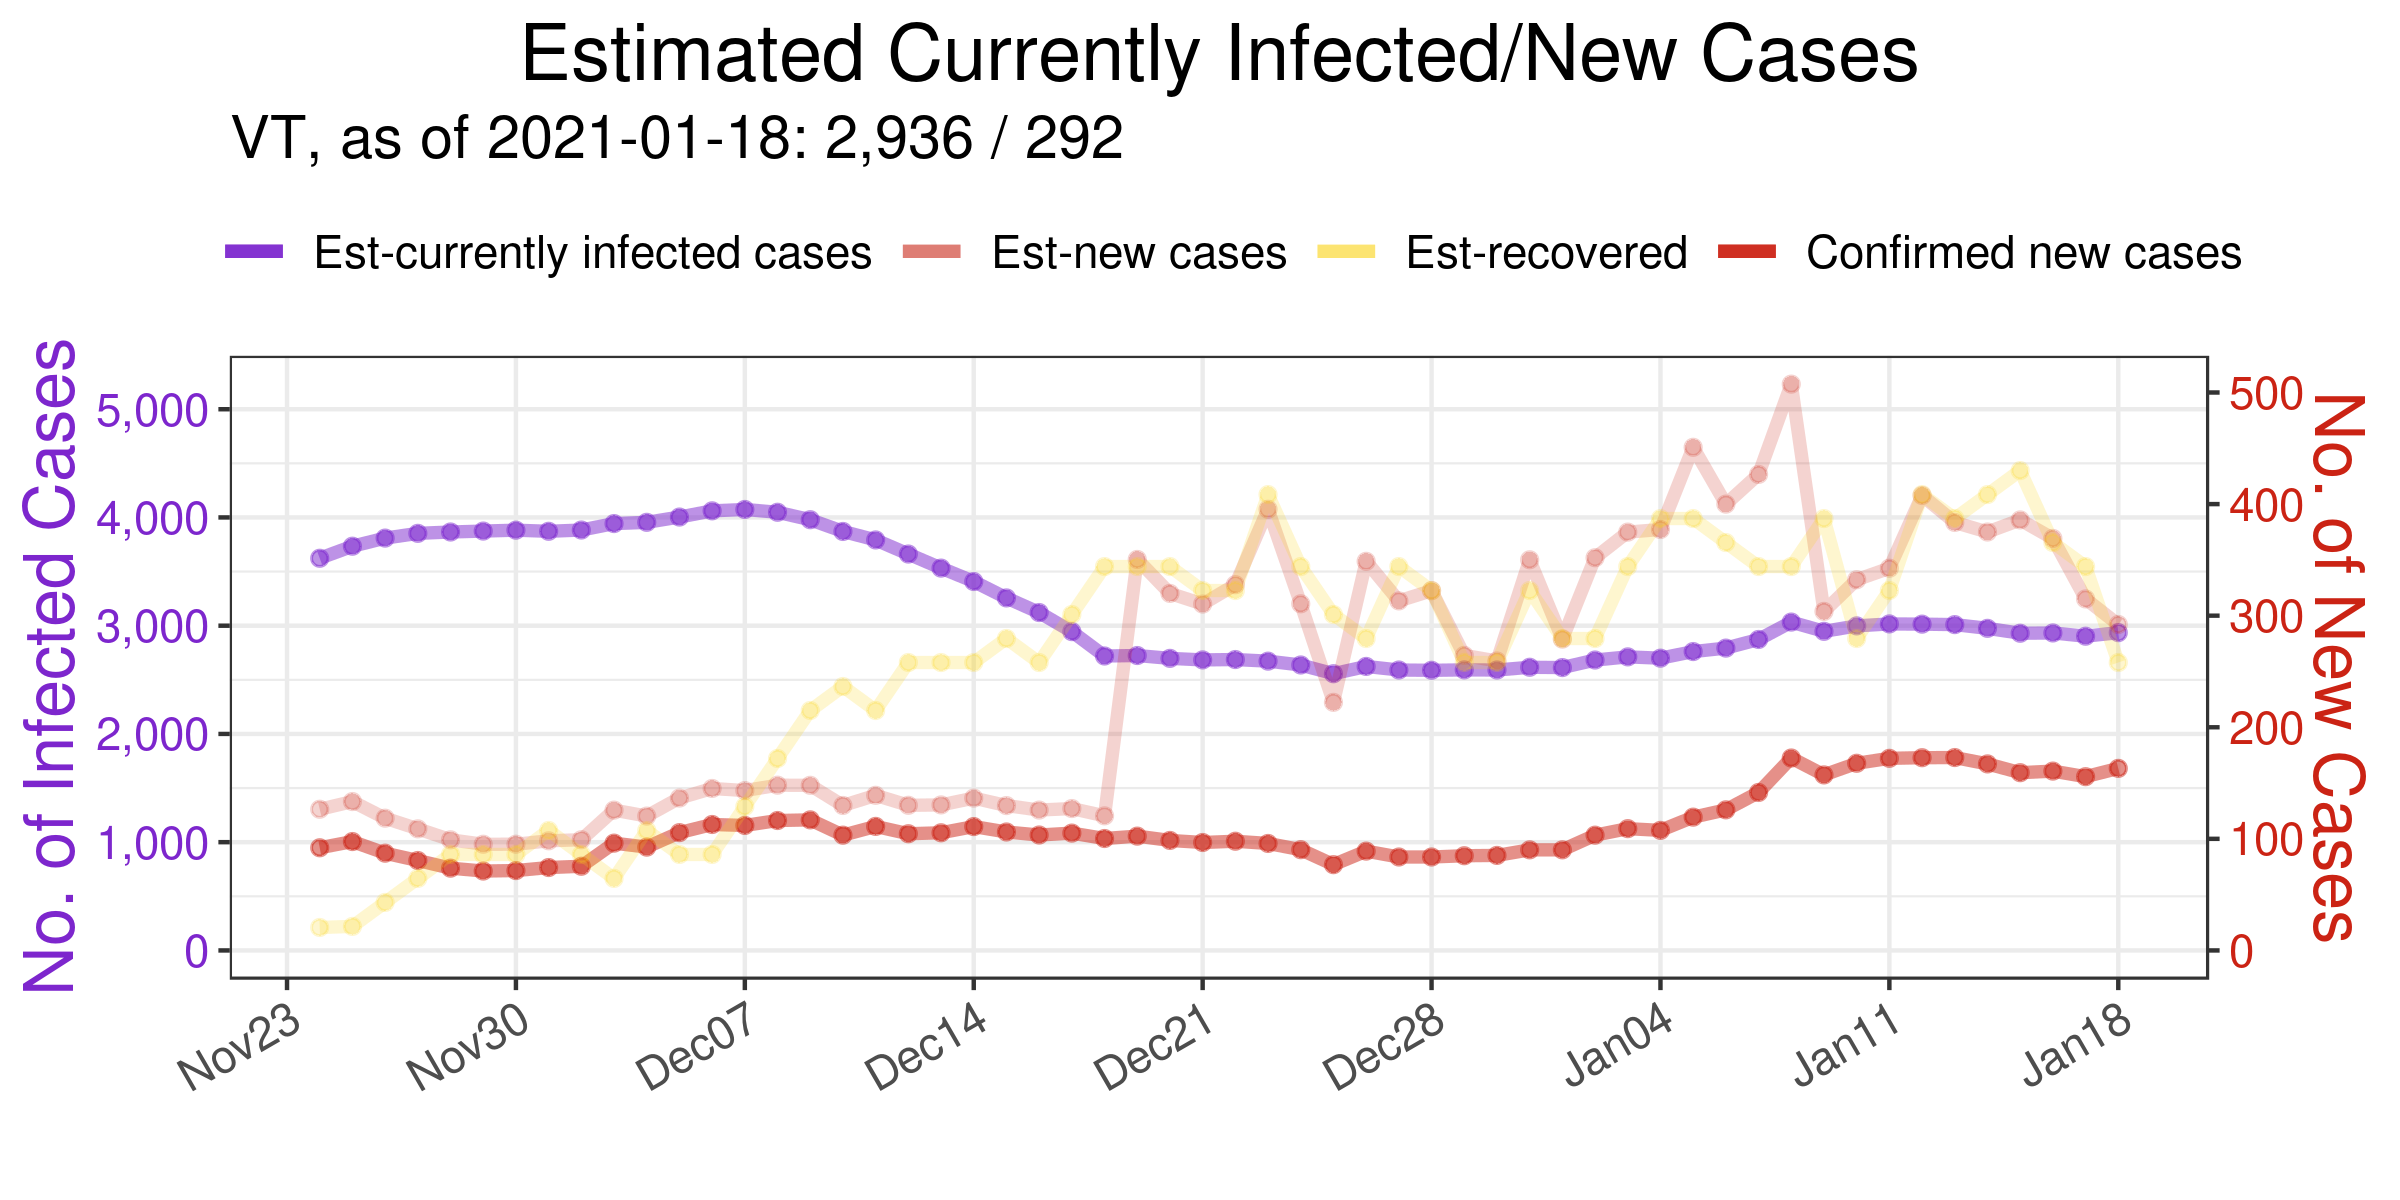 Estimated Currently Infected/New Cases
VT, as of 2021-01-18: 2,936 / 292
Est-currently infected cases Est-new cases Est-recovered Confirmed new cases
No. of Infected Cases
5,000
4,000
3,000
2,000
1,000
0
500
400
300
200
100
0
No. of New Cases
Nov23 Nov30 Dec07 Dec14 Dec21 Dec28 Jan04 Jan11 Jan18